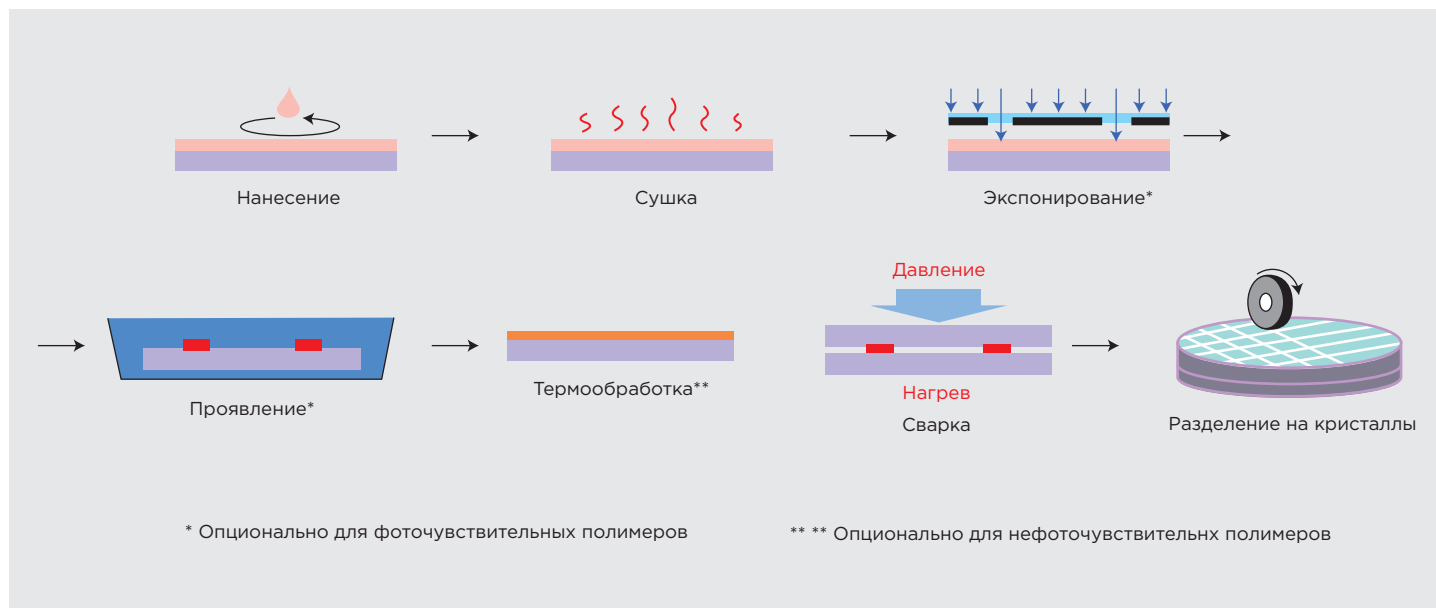 Нанесение
Сушка
Экспонирование*
Давление
Нагрев
Проявление*
Термообработка**
Сварка
Разделение на кристаллы
* Опционально для фоточувствительных полимеров
** ** Опционально для нефоточувствительнх полимеров